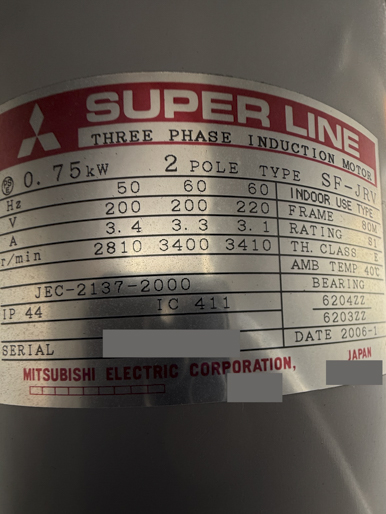 SUPER LINE
THREE PHASE INDUCTION MOTOR
0.75kW 2 POLE TYPE SF-JRV
Hz 50 60 60 INDOOR USE TYPE
V 200 200 220 FRAME 80M
A 3.4 3.3 3.1 RATING S1
r/min 2810 3400 3410 TH. CLASS E
AMB TEMP 40℃
JEC-2137-2000 BEARING
IP 44 IC 411 6204ZZ
6203ZZ
SERIAL DATE 2006-1
MITSUBISHI ELECTRIC CORPORATION, JAPAN